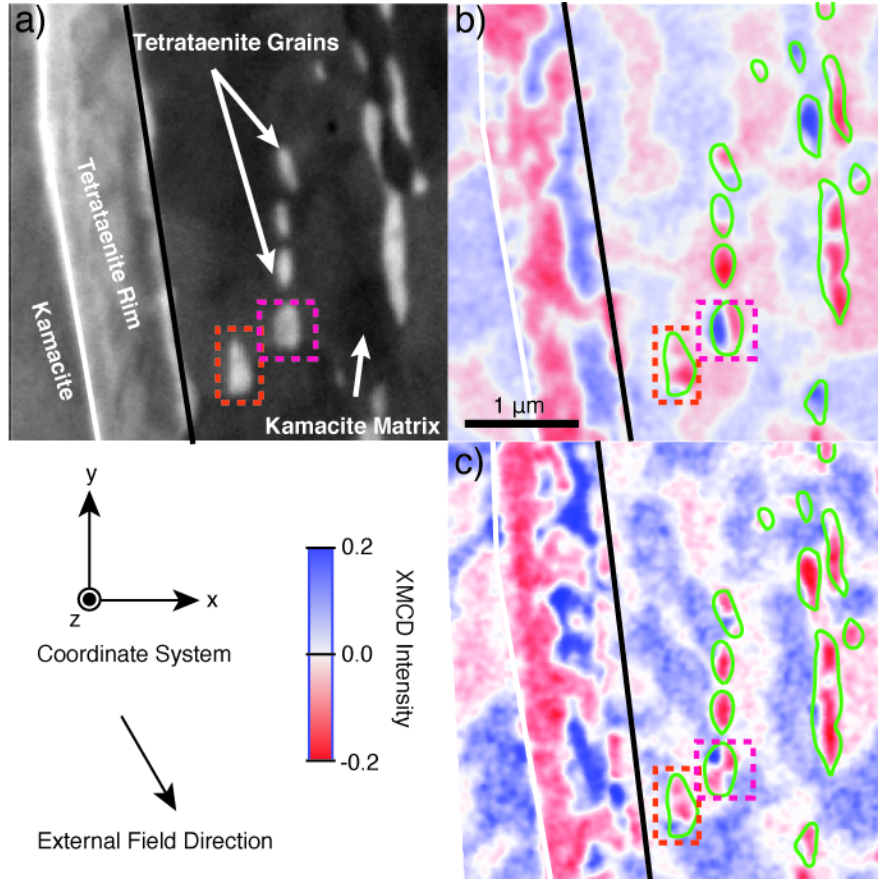 a)
Tetrataenite Grains
Tetrataenite Rim
Kamacite
Kamacite Matrix
b)
1 μm
c)
y
x
z
Coordinate System
0.2
0.0
-0.2
XMCD Intensity
External Field Direction